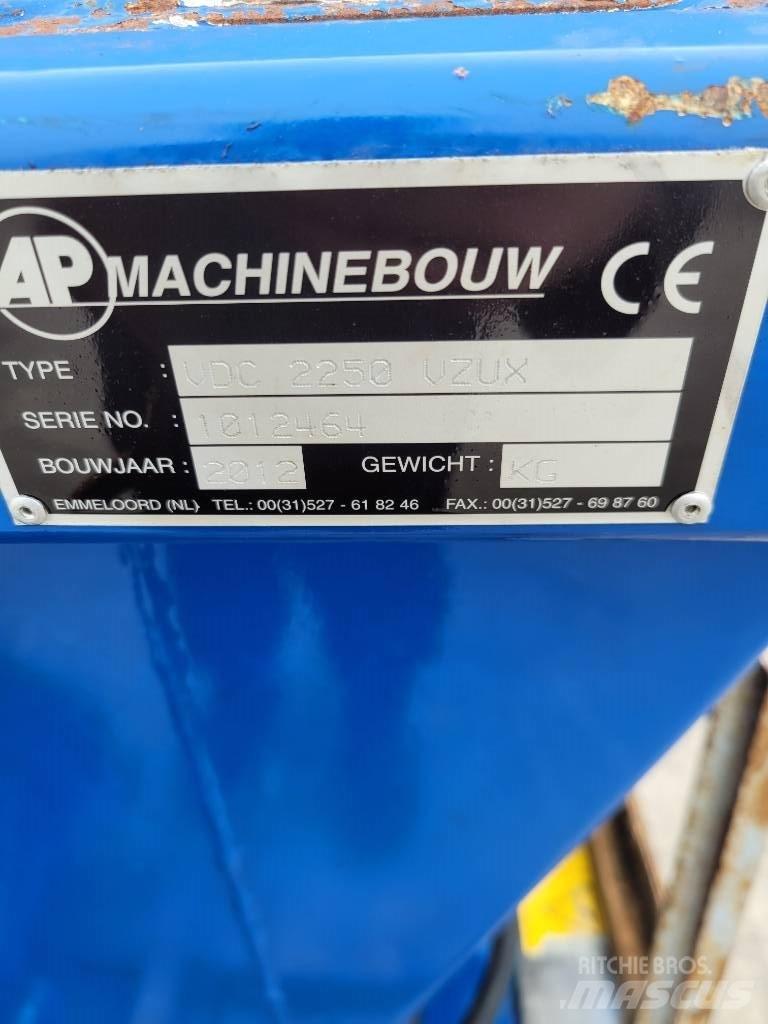 AP MACHINEBOUW CE
TYPE : VDC 2250 VZUX
SERIE NO. : 1012464
BOUWJAAR : 2012 GEWICHT : KG
EMMELOORD (NL) TEL.: 00(31)527 - 61 82 46 FAX.: 00(31)527 - 69 87 60
RITCHIE BROS.
MASCUS